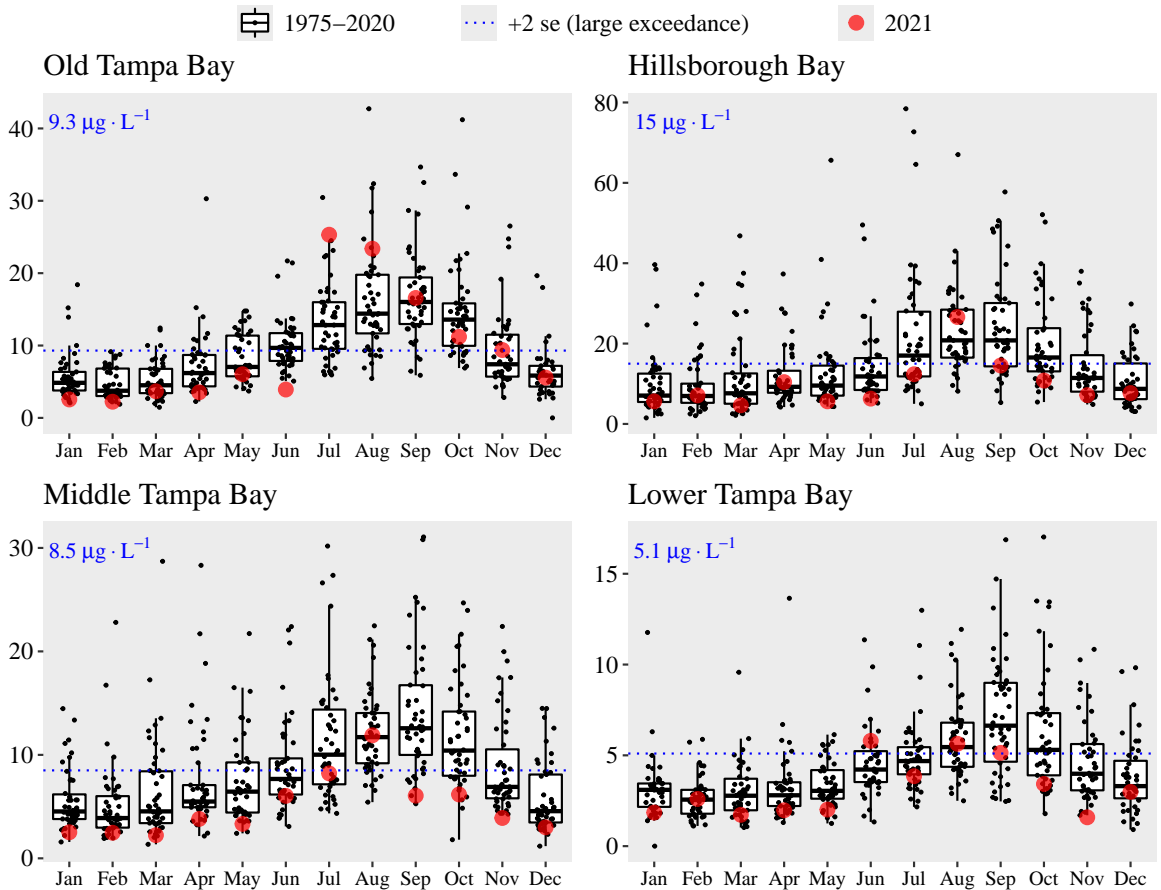 1975–2020 +2 se (large exceedance) 2021
Old Tampa Bay
9.3 µg · L⁻¹
40
30
20
10
0
Jan Feb Mar Apr May Jun Jul Aug Sep Oct Nov Dec
Hillsborough Bay
15 µg · L⁻¹
80
60
40
20
0
Jan Feb Mar Apr May Jun Jul Aug Sep Oct Nov Dec
Middle Tampa Bay
8.5 µg · L⁻¹
30
20
10
0
Jan Feb Mar Apr May Jun Jul Aug Sep Oct Nov Dec
Lower Tampa Bay
5.1 µg · L⁻¹
15
10
5
0
Jan Feb Mar Apr May Jun Jul Aug Sep Oct Nov Dec